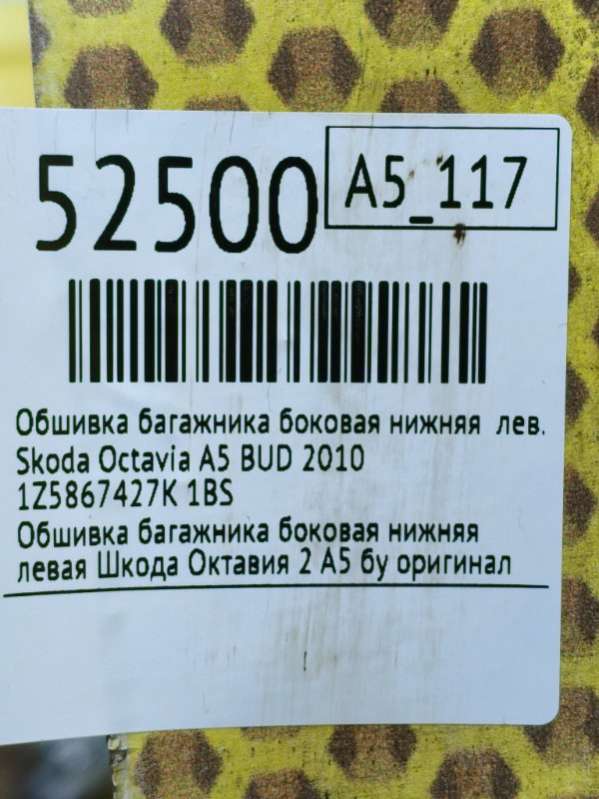 52500
A5_117
Обшивка багажника боковая нижняя лев.
Skoda Octavia A5 BUD 2010
1Z5867427K 1BS
Обшивка багажника боковая нижняя
левая Шкода Октавия 2 А5 бу оригинал